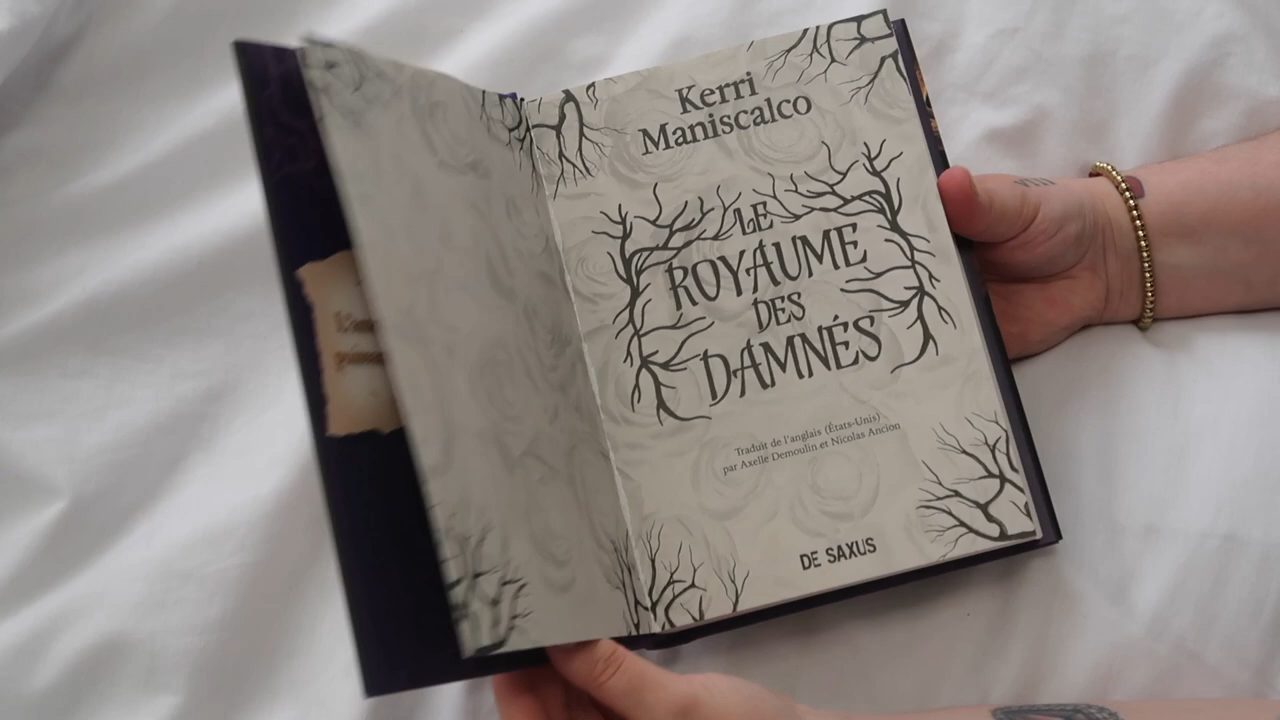 Kerri
Maniscalco
LE
ROYAUME
DES
DAMNÉS
Traduit de l'anglais (États-Unis)
par Axelle Demoulin et Nicolas Ancion
DE SAXUS
VIII